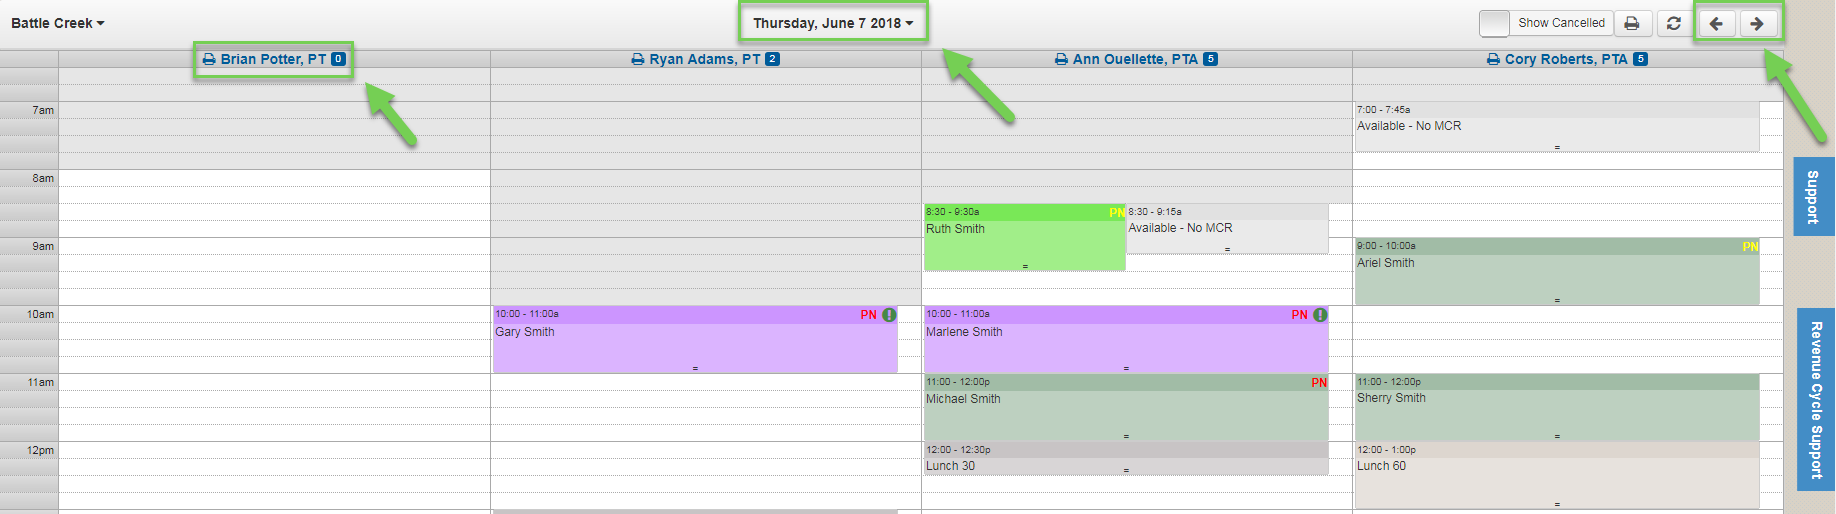 Battle Creek
Thursday, June 7 2018
Show Cancelled
Brian Potter, PT 0
Ryan Adams, PT 2
Ann Ouellette, PTA 5
Cory Roberts, PTA 5
7am
7:00 - 7:45a
Available - No MCR
8am
8:30 - 9:30a PN
Ruth Smith
8:30 - 9:15a
Available - No MCR
9am
9:00 - 10:00a PN
Ariel Smith
10am
10:00 - 11:00a PN
Gary Smith
10:00 - 11:00a PN
Marlene Smith
11am
11:00 - 12:00p PN
Michael Smith
11:00 - 12:00p
Sherry Smith
12pm
12:00 - 12:30p
Lunch 30
12:00 - 1:00p
Lunch 60
Support
Revenue Cycle Support